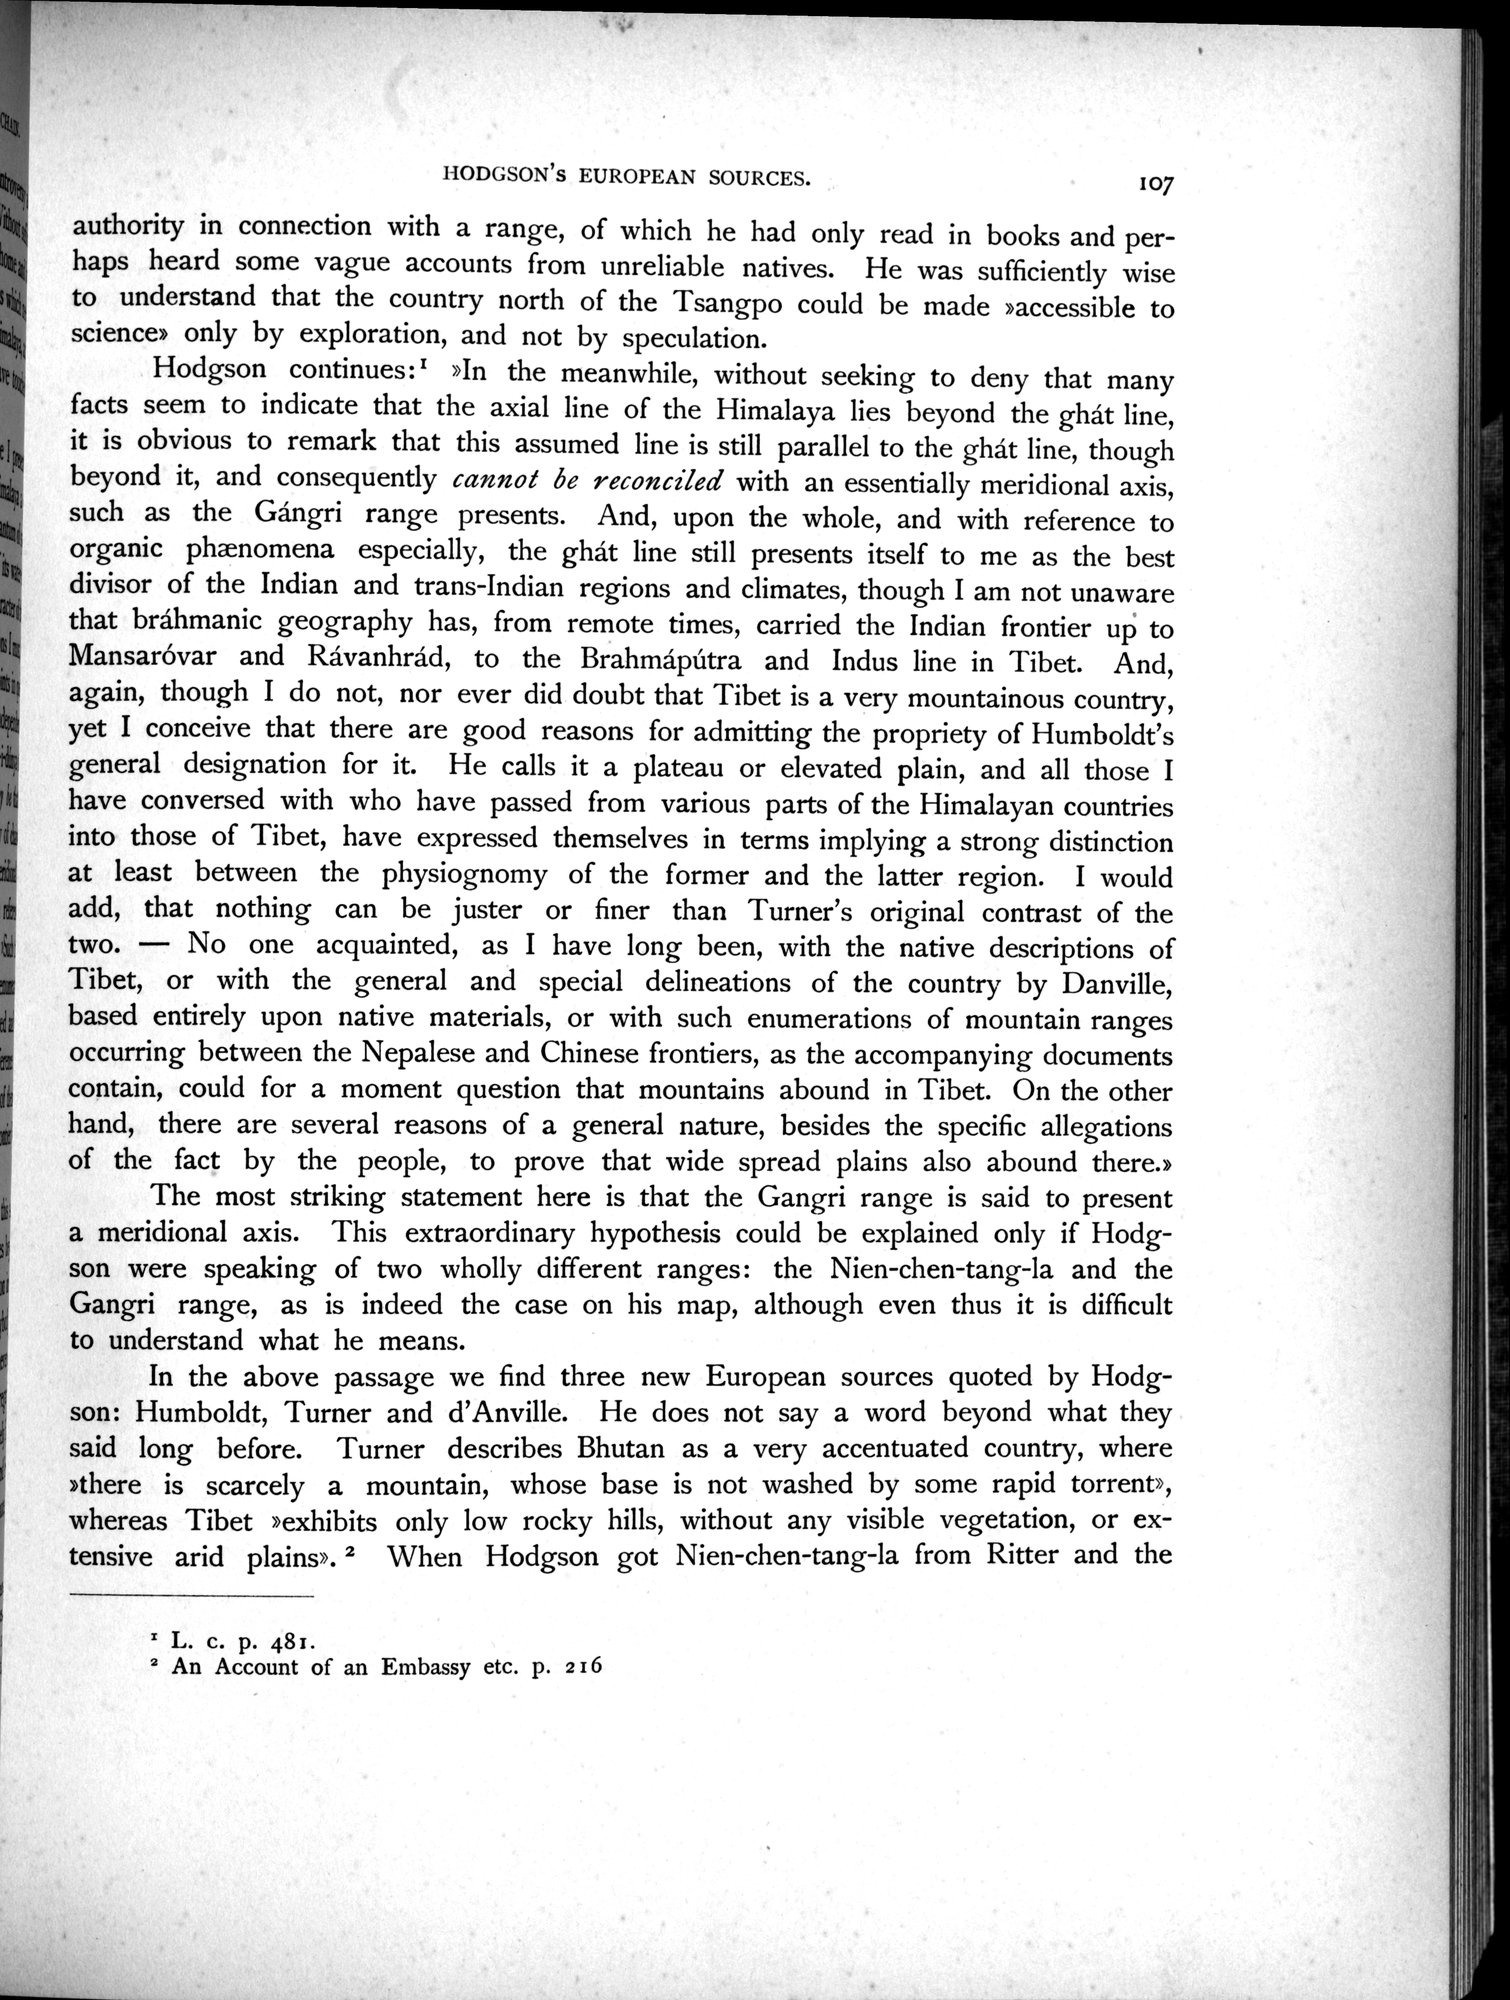 HODGSON'S EUROPEAN SOURCES. 107
authority in connection with a range, of which he had only read in books and per-
haps heard some vague accounts from unreliable natives. He was sufficiently wise
to understand that the country north of the Tsangpo could be made »accessible to
science» only by exploration, and not by speculation.
Hodgson continues:¹ »In the meanwhile, without seeking to deny that many
facts seem to indicate that the axial line of the Himalaya lies beyond the ghát line,
it is obvious to remark that this assumed line is still parallel to the ghát line, though
beyond it, and consequently cannot be reconciled with an essentially meridional axis,
such as the Gángri range presents. And, upon the whole, and with reference to
organic phænomena especially, the ghát line still presents itself to me as the best
divisor of the Indian and trans-Indian regions and climates, though I am not unaware
that bráhmanic geography has, from remote times, carried the Indian frontier up to
Mansaróvar and Rávanhrád, to the Brahmápútra and Indus line in Tibet. And,
again, though I do not, nor ever did doubt that Tibet is a very mountainous country,
yet I conceive that there are good reasons for admitting the propriety of Humboldt's
general designation for it. He calls it a plateau or elevated plain, and all those I
have conversed with who have passed from various parts of the Himalayan countries
into those of Tibet, have expressed themselves in terms implying a strong distinction
at least between the physiognomy of the former and the latter region. I would
add, that nothing can be juster or finer than Turner's original contrast of the
two. — No one acquainted, as I have long been, with the native descriptions of
Tibet, or with the general and special delineations of the country by Danville,
based entirely upon native materials, or with such enumerations of mountain ranges
occurring between the Nepalese and Chinese frontiers, as the accompanying documents
contain, could for a moment question that mountains abound in Tibet. On the other
hand, there are several reasons of a general nature, besides the specific allegations
of the fact by the people, to prove that wide spread plains also abound there.»
The most striking statement here is that the Gangri range is said to present
a meridional axis. This extraordinary hypothesis could be explained only if Hodg-
son were speaking of two wholly different ranges: the Nien-chen-tang-la and the
Gangri range, as is indeed the case on his map, although even thus it is difficult
to understand what he means.
In the above passage we find three new European sources quoted by Hodg-
son: Humboldt, Turner and d'Anville. He does not say a word beyond what they
said long before. Turner describes Bhutan as a very accentuated country, where
»there is scarcely a mountain, whose base is not washed by some rapid torrent»,
whereas Tibet »exhibits only low rocky hills, without any visible vegetation, or ex-
tensive arid plains».² When Hodgson got Nien-chen-tang-la from Ritter and the
¹ L. c. p. 481.
² An Account of an Embassy etc. p. 216